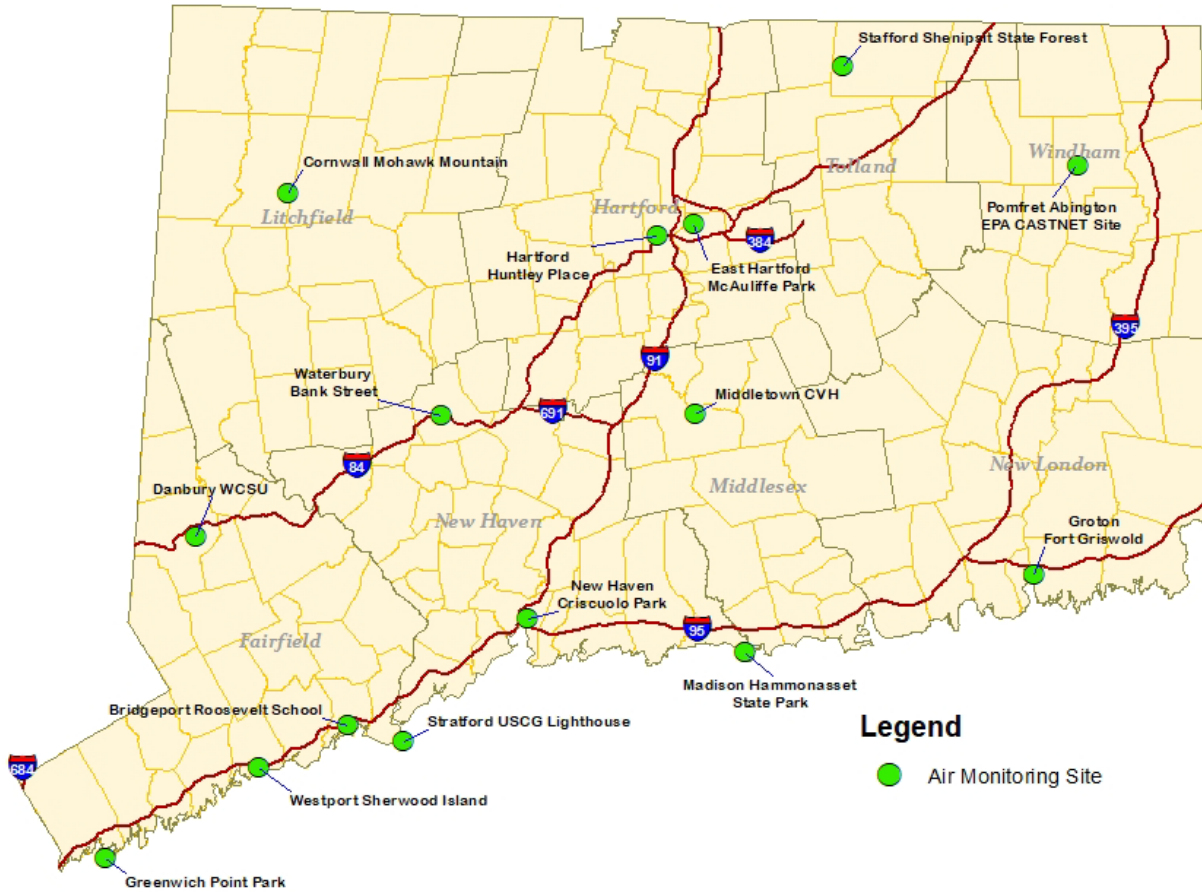 Stafford Shenipsit State Forest
Cornwall Mohawk Mountain
Litchfield
Hartford
Tolland
Windham
Pomfret Abington
EPA CASTNET Site
Hartford
Huntley Place
384
East Hartford
McAuliffe Park
395
91
Waterbury
Bank Street
691
Middletown CVH
84
New London
Danbury WCSU
Middlesex
New Haven
Groton
Fort Griswold
New Haven
Criscuolo Park
95
Fairfield
Madison Hammonasset
State Park
Bridgeport Roosevelt School
Stratford USCG Lighthouse
Legend
684
Air Monitoring Site
Westport Sherwood Island
Greenwich Point Park